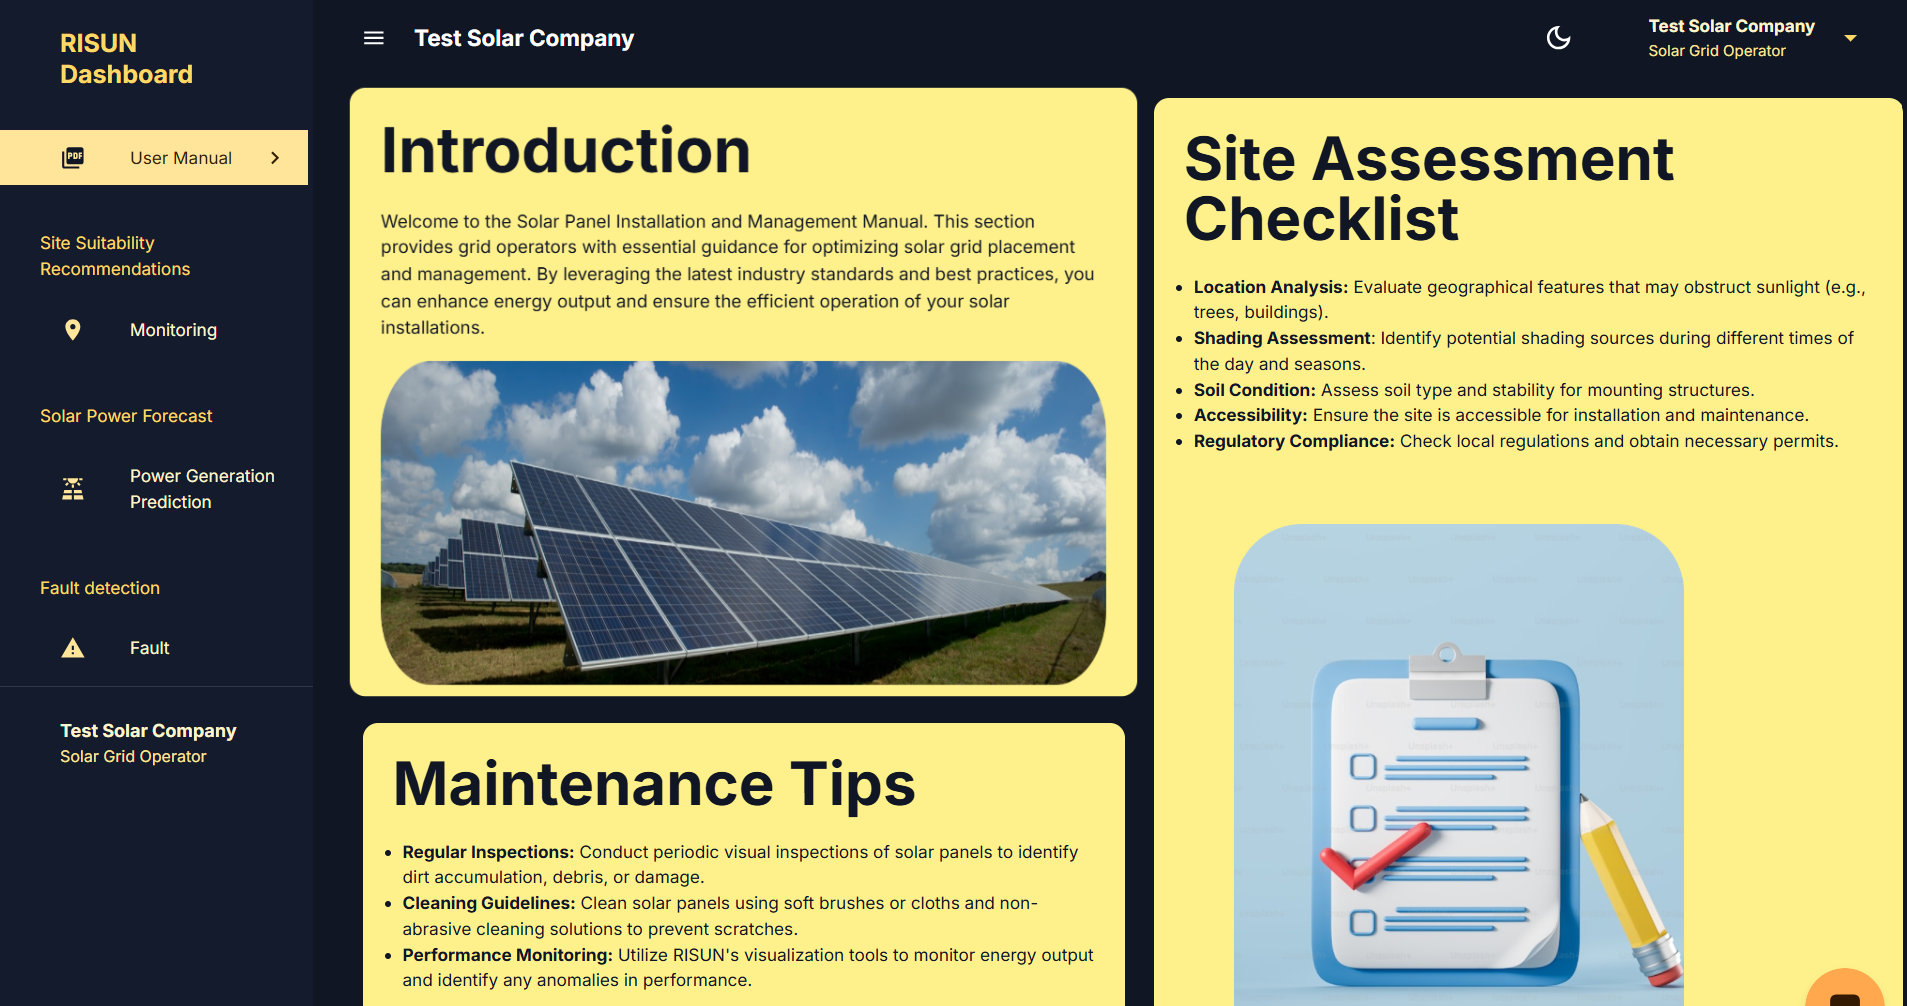 RISUN
Dashboard
User Manual
Site Suitability
Recommendations
Monitoring
Solar Power Forecast
Power Generation
Prediction
Fault detection
Fault
Test Solar Company
Solar Grid Operator
Test Solar Company
Test Solar Company
Solar Grid Operator
Introduction
Welcome to the Solar Panel Installation and Management Manual. This section
provides grid operators with essential guidance for optimizing solar grid placement
and management. By leveraging the latest industry standards and best practices, you
can enhance energy output and ensure the efficient operation of your solar
installations.
Maintenance Tips
• Regular Inspections: Conduct periodic visual inspections of solar panels to identify
dirt accumulation, debris, or damage.
• Cleaning Guidelines: Clean solar panels using soft brushes or cloths and non-
abrasive cleaning solutions to prevent scratches.
• Performance Monitoring: Utilize RISUN's visualization tools to monitor energy output
and identify any anomalies in performance.
Site Assessment
Checklist
• Location Analysis: Evaluate geographical features that may obstruct sunlight (e.g.,
trees, buildings).
• Shading Assessment: Identify potential shading sources during different times of
the day and seasons.
• Soil Condition: Assess soil type and stability for mounting structures.
• Accessibility: Ensure the site is accessible for installation and maintenance.
• Regulatory Compliance: Check local regulations and obtain necessary permits.